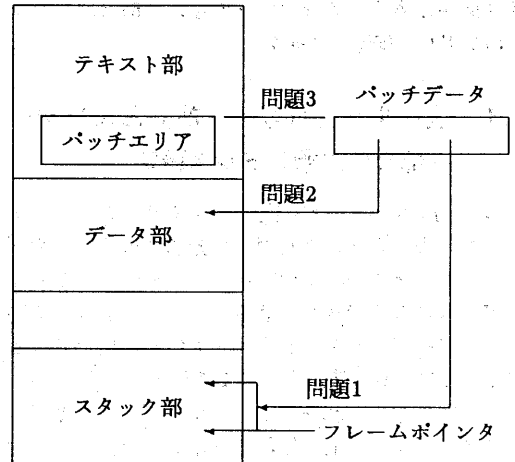 テキスト部
問題3
パッチデータ
パッチエリア
問題2
データ部
問題1
スタック部
フレームポインタ